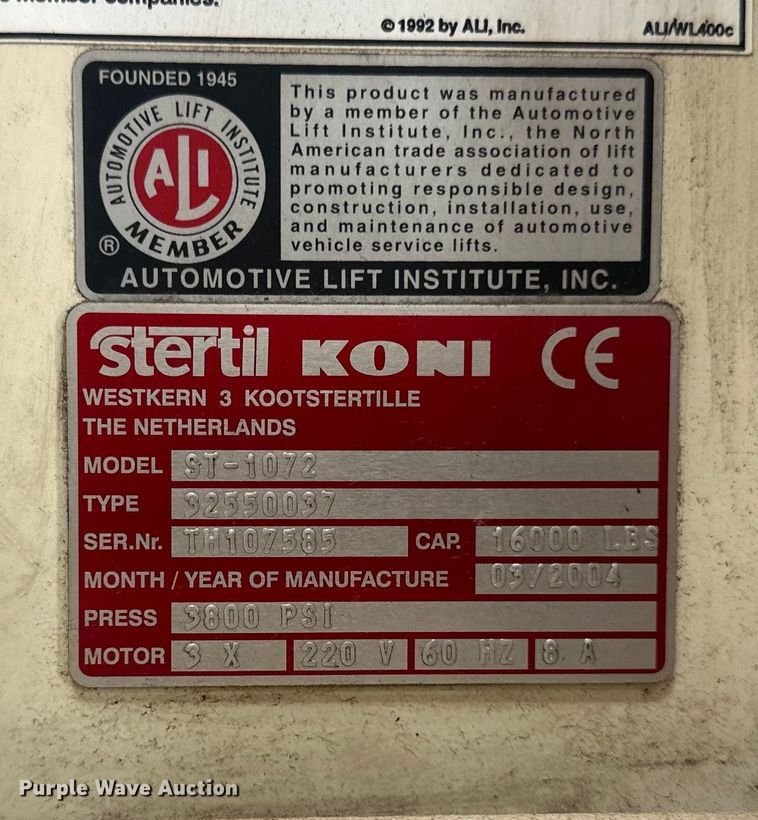 Member companies.
© 1992 by ALI, Inc. ALI/WL400c
FOUNDED 1945
AUTOMOTIVE LIFT INSTITUTE
ALI
MEMBER
®
This product was manufactured
by a member of the Automotive
Lift Institute, Inc., the North
American trade association of lift
manufacturers dedicated to
promoting responsible design,
construction, installation, use,
and maintenance of automotive
vehicle service lifts.
AUTOMOTIVE LIFT INSTITUTE, INC.
stertil KONI CE
WESTKERN 3 KOOTSTERTILLE
THE NETHERLANDS
MODEL ST-1072
TYPE 32550037
SER.Nr. TH107585 CAP. 16000 LBS
MONTH / YEAR OF MANUFACTURE 03/2004
PRESS 3800 PSI
MOTOR 3 X 220 V 60 HZ 8 A
Purple Wave Auction